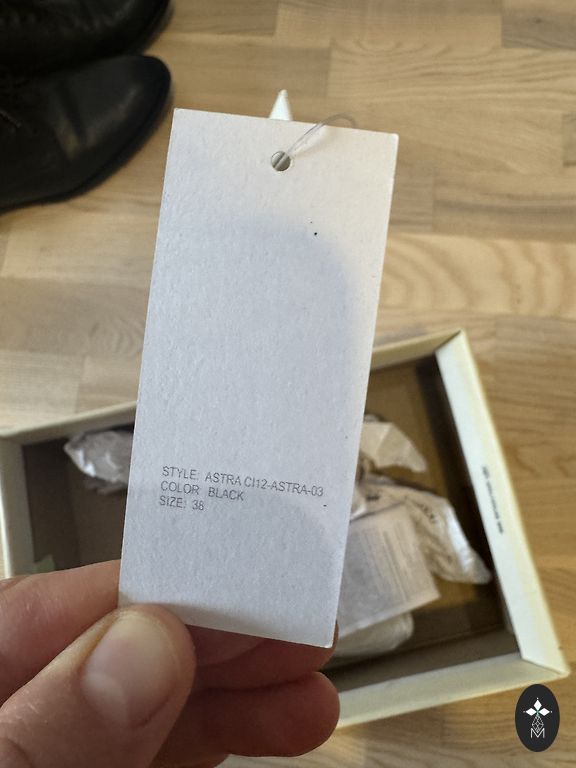 STYLE: ASTRA CI12-ASTRA-03
COLOR BLACK
SIZE: 38